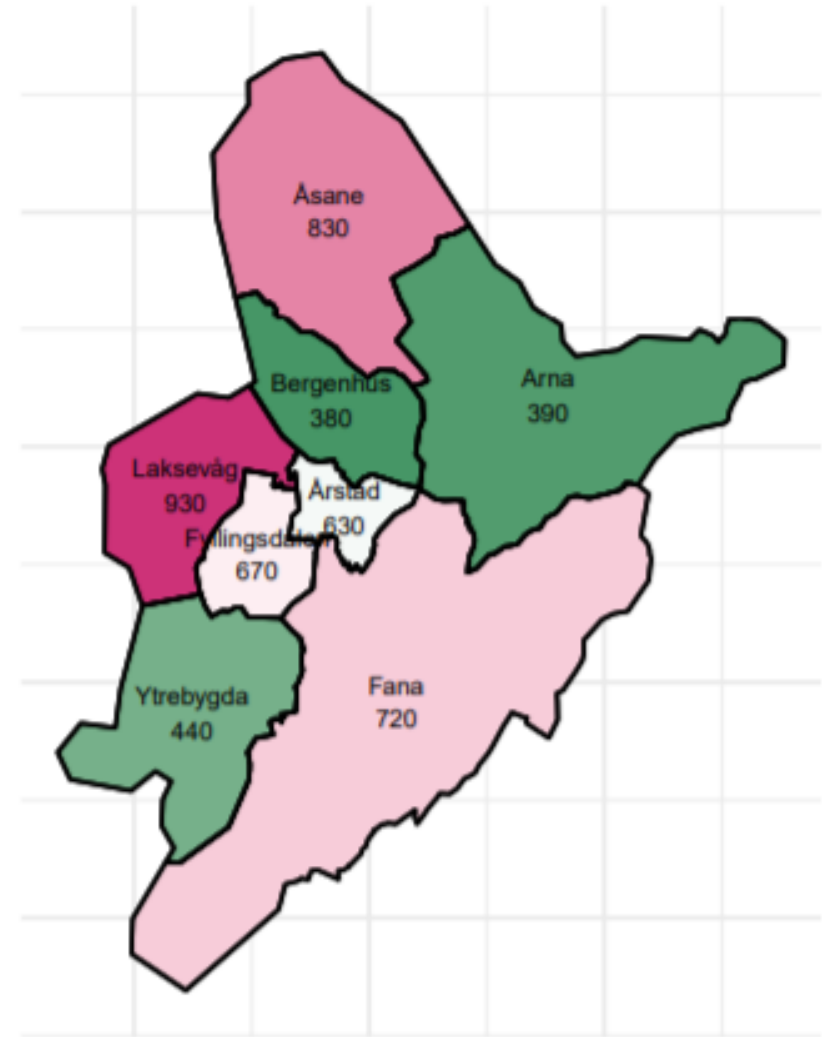 Åsane
830
Bergenhus
380
Arna
390
Laksevåg
930
Årstad
630
Fyllingsdalen
670
Ytrebygda
440
Fana
720